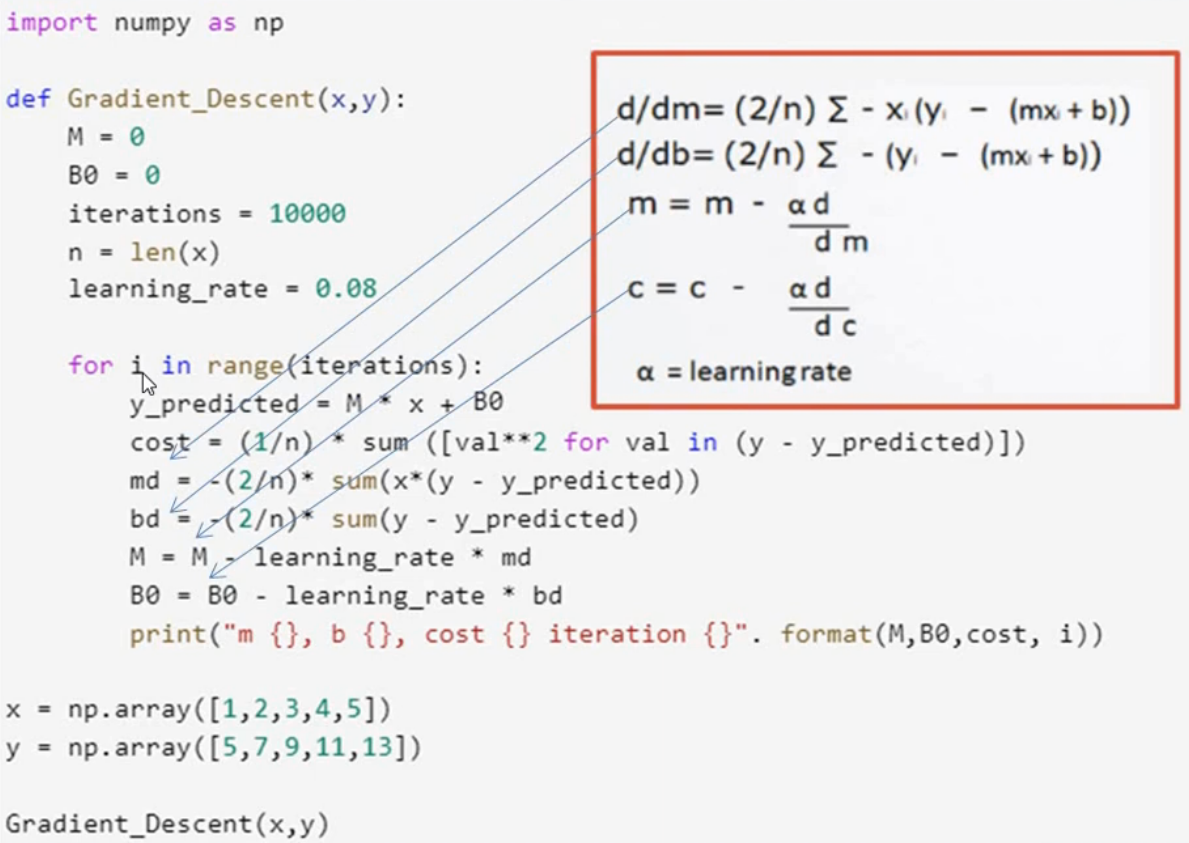 import numpy as np
def Gradient_Descent(x,y):
M = 0
B0 = 0
iterations = 10000
n = len(x)
learning_rate = 0.08
for i in range(iterations):
y_predicted = M * x + B0
cost = (1/n) * sum ([val**2 for val in (y - y_predicted)])
md = -(2/n)* sum(x*(y - y_predicted))
bd = -(2/n)* sum(y - y_predicted)
M = M - learning_rate * md
B0 = B0 - learning_rate * bd
print("m {}, b {}, cost {} iteration {}". format(M,B0,cost, i))
x = np.array([1,2,3,4,5])
y = np.array([5,7,9,11,13])
Gradient_Descent(x,y)
d/dm= (2/n) Σ - xᵢ(yᵢ - (mxᵢ + b))
d/db= (2/n) Σ - (yᵢ - (mxᵢ + b))
m = m - α d
d m
c = c - α d
d c
α = learning rate